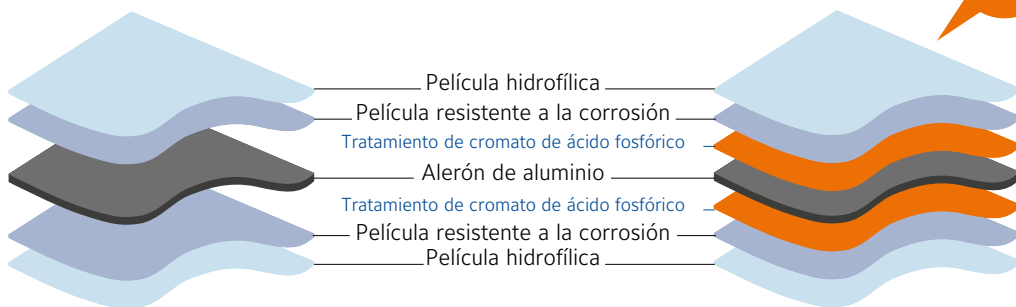 Película hidrofílica
Película resistente a la corrosión
Tratamiento de cromato de ácido fosfórico
Alerón de aluminio
Tratamiento de cromato de ácido fosfórico
Película resistente a la corrosión
Película hidrofílica